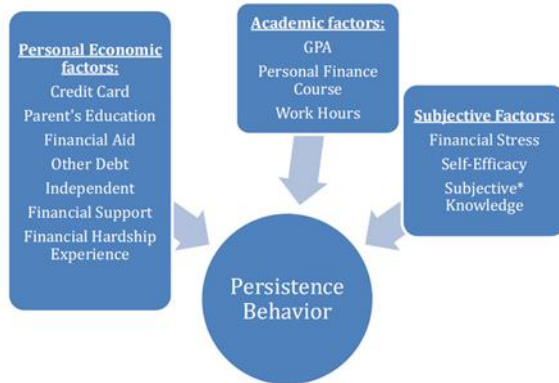 Personal Economic
factors:
Credit Card
Parent's Education
Financial Aid
Other Debt
Independent
Financial Support
Financial Hardship
Experience
Academic factors:
GPA
Personal Finance
Course
Work Hours
Subjective Factors:
Financial Stress
Self-Efficacy
Subjective*
Knowledge
Persistence
Behavior